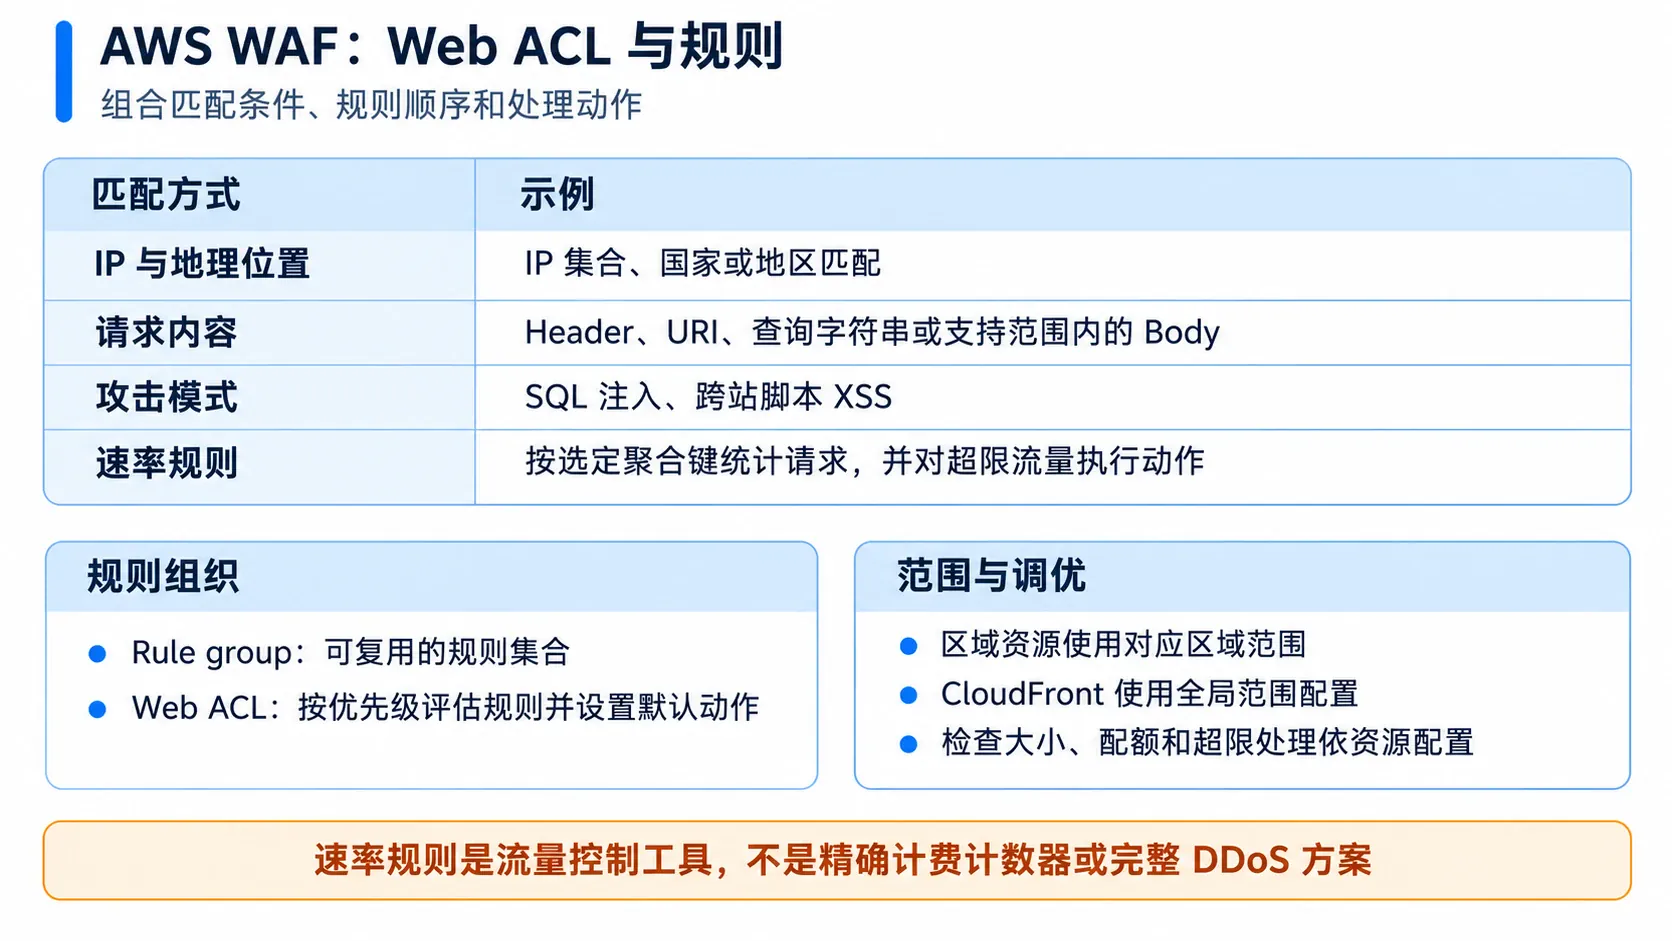 AWS WAF：Web ACL 与规则
组合匹配条件、规则顺序和处理动作
匹配方式 示例
IP 与地理位置 IP 集合、国家或地区匹配
请求内容 Header、URI、查询字符串或支持范围内的 Body
攻击模式 SQL 注入、跨站脚本 XSS
速率规则 按选定聚合键统计请求，并对超限流量执行动作
规则组织
Rule group：可复用的规则集合
Web ACL：按优先级评估规则并设置默认动作
范围与调优
区域资源使用对应区域范围
CloudFront 使用全局范围配置
检查大小、配额和超限处理依资源配置
速率规则是流量控制工具，不是精确计费计数器或完整 DDoS 方案